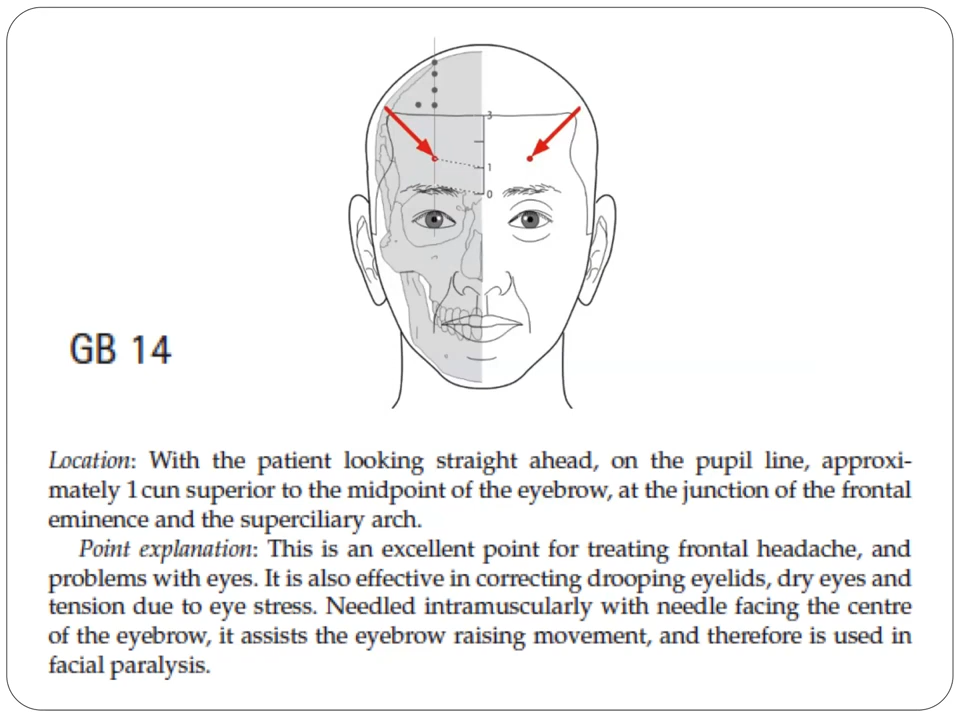 3
1
0
GB 14
Location: With the patient looking straight ahead, on the pupil line, approxi-
mately 1 cun superior to the midpoint of the eyebrow, at the junction of the frontal
eminence and the superciliary arch.
Point explanation: This is an excellent point for treating frontal headache, and
problems with eyes. It is also effective in correcting drooping eyelids, dry eyes and
tension due to eye stress. Needled intramuscularly with needle facing the centre
of the eyebrow, it assists the eyebrow raising movement, and therefore is used in
facial paralysis.